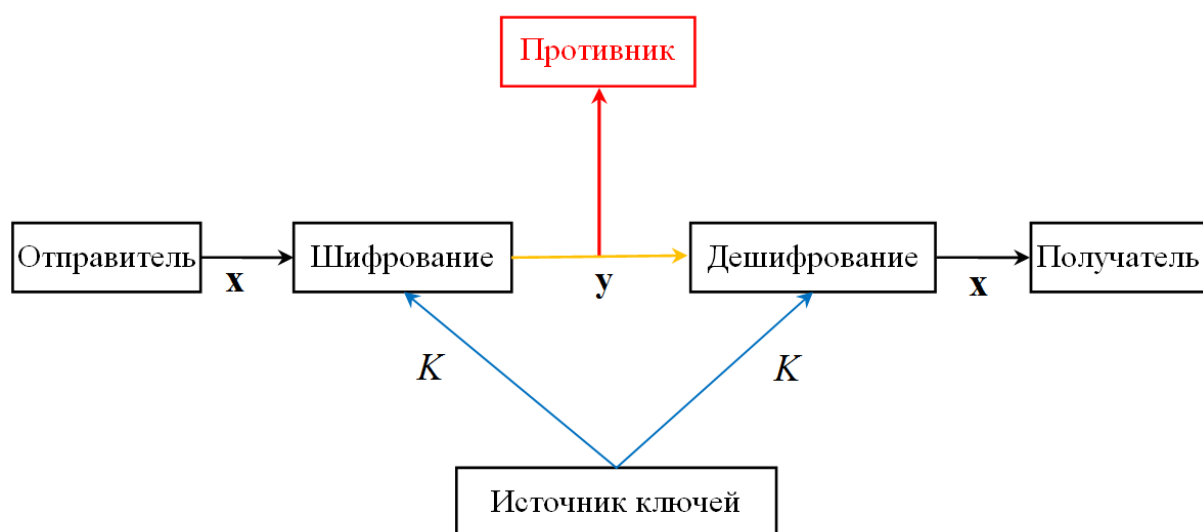 Противник
Отправитель
Шифрование
Дешифрование
Получатель
x
y
x
K
K
Источник ключей